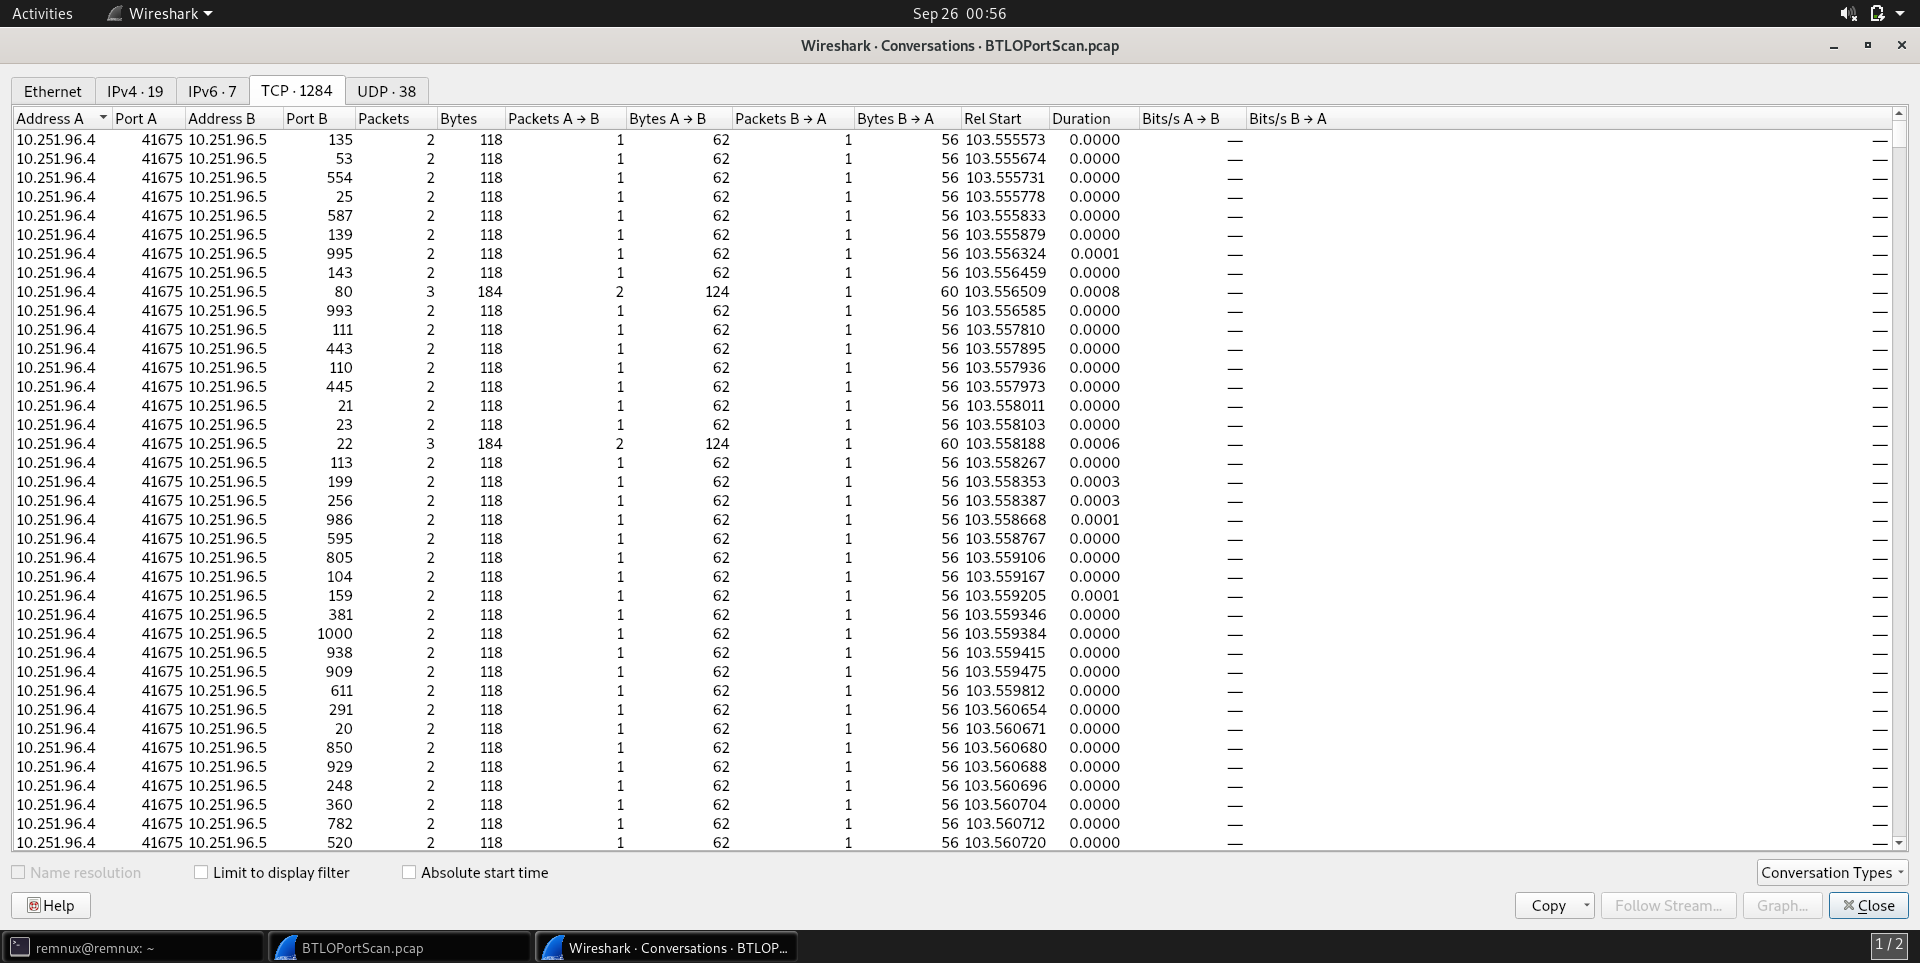 Activities Wireshark Sep 26 00:56
Wireshark · Conversations · BTLOPortScan.pcap
Ethernet IPv4 · 19 IPv6 · 7 TCP · 1284 UDP · 38
Address A Port A Address B Port B Packets Bytes Packets A → B Bytes A → B Packets B → A Bytes B → A Rel Start Duration Bits/s A → B Bits/s B → A
10.251.96.4 41675 10.251.96.5 135 2 118 1 62 1 56 103.555573 0.0000 — —
10.251.96.4 41675 10.251.96.5 53 2 118 1 62 1 56 103.555674 0.0000 — —
10.251.96.4 41675 10.251.96.5 554 2 118 1 62 1 56 103.555731 0.0000 — —
10.251.96.4 41675 10.251.96.5 25 2 118 1 62 1 56 103.555778 0.0000 — —
10.251.96.4 41675 10.251.96.5 587 2 118 1 62 1 56 103.555833 0.0000 — —
10.251.96.4 41675 10.251.96.5 139 2 118 1 62 1 56 103.555879 0.0000 — —
10.251.96.4 41675 10.251.96.5 995 2 118 1 62 1 56 103.556324 0.0001 — —
10.251.96.4 41675 10.251.96.5 143 2 118 1 62 1 56 103.556459 0.0000 — —
10.251.96.4 41675 10.251.96.5 80 3 184 2 124 1 60 103.556509 0.0008 — —
10.251.96.4 41675 10.251.96.5 993 2 118 1 62 1 56 103.556585 0.0000 — —
10.251.96.4 41675 10.251.96.5 111 2 118 1 62 1 56 103.557810 0.0000 — —
10.251.96.4 41675 10.251.96.5 443 2 118 1 62 1 56 103.557895 0.0000 — —
10.251.96.4 41675 10.251.96.5 110 2 118 1 62 1 56 103.557936 0.0000 — —
10.251.96.4 41675 10.251.96.5 445 2 118 1 62 1 56 103.557973 0.0000 — —
10.251.96.4 41675 10.251.96.5 21 2 118 1 62 1 56 103.558011 0.0000 — —
10.251.96.4 41675 10.251.96.5 23 2 118 1 62 1 56 103.558103 0.0000 — —
10.251.96.4 41675 10.251.96.5 22 3 184 2 124 1 60 103.558188 0.0006 — —
10.251.96.4 41675 10.251.96.5 113 2 118 1 62 1 56 103.558267 0.0000 — —
10.251.96.4 41675 10.251.96.5 199 2 118 1 62 1 56 103.558353 0.0003 — —
10.251.96.4 41675 10.251.96.5 256 2 118 1 62 1 56 103.558387 0.0003 — —
10.251.96.4 41675 10.251.96.5 986 2 118 1 62 1 56 103.558668 0.0001 — —
10.251.96.4 41675 10.251.96.5 595 2 118 1 62 1 56 103.558767 0.0000 — —
10.251.96.4 41675 10.251.96.5 805 2 118 1 62 1 56 103.559106 0.0000 — —
10.251.96.4 41675 10.251.96.5 104 2 118 1 62 1 56 103.559167 0.0000 — —
10.251.96.4 41675 10.251.96.5 159 2 118 1 62 1 56 103.559205 0.0001 — —
10.251.96.4 41675 10.251.96.5 381 2 118 1 62 1 56 103.559346 0.0000 — —
10.251.96.4 41675 10.251.96.5 1000 2 118 1 62 1 56 103.559384 0.0000 — —
10.251.96.4 41675 10.251.96.5 938 2 118 1 62 1 56 103.559415 0.0000 — —
10.251.96.4 41675 10.251.96.5 909 2 118 1 62 1 56 103.559475 0.0000 — —
10.251.96.4 41675 10.251.96.5 611 2 118 1 62 1 56 103.559812 0.0000 — —
10.251.96.4 41675 10.251.96.5 291 2 118 1 62 1 56 103.560654 0.0000 — —
10.251.96.4 41675 10.251.96.5 20 2 118 1 62 1 56 103.560671 0.0000 — —
10.251.96.4 41675 10.251.96.5 850 2 118 1 62 1 56 103.560680 0.0000 — —
10.251.96.4 41675 10.251.96.5 929 2 118 1 62 1 56 103.560688 0.0000 — —
10.251.96.4 41675 10.251.96.5 248 2 118 1 62 1 56 103.560696 0.0000 — —
10.251.96.4 41675 10.251.96.5 360 2 118 1 62 1 56 103.560704 0.0000 — —
10.251.96.4 41675 10.251.96.5 782 2 118 1 62 1 56 103.560712 0.0000 — —
10.251.96.4 41675 10.251.96.5 520 2 118 1 62 1 56 103.560720 0.0000 — —
Name resolution Limit to display filter Absolute start time Conversation Types
Help Copy Follow Stream... Graph... Close
remnux@remnux: ~ BTLOPortScan.pcap Wireshark · Conversations · BTLOP... 1 / 2